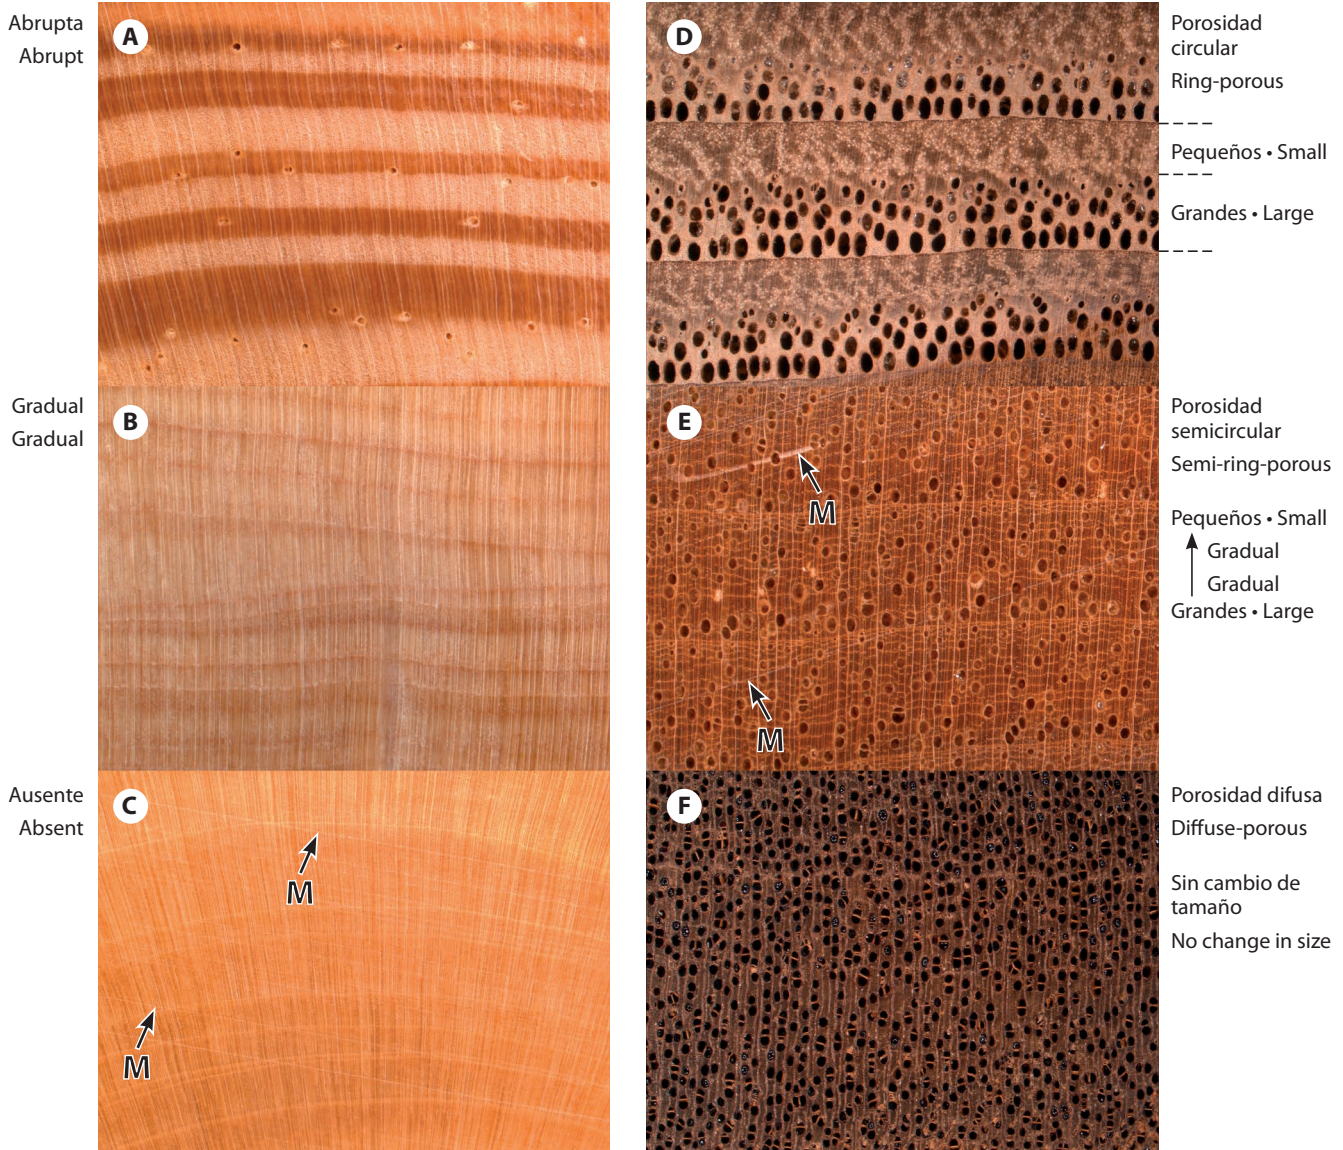 Abrupta
Abrupt
A
Gradual
Gradual
B
Ausente
Absent
C
M
M
D
Porosidad
circular
Ring-porous
Pequeños • Small
Grandes • Large
E
M
M
Porosidad
semicircular
Semi-ring-porous
Pequeños • Small
Gradual
Gradual
Grandes • Large
F
Porosidad difusa
Diffuse-porous
Sin cambio de
tamaño
No change in size